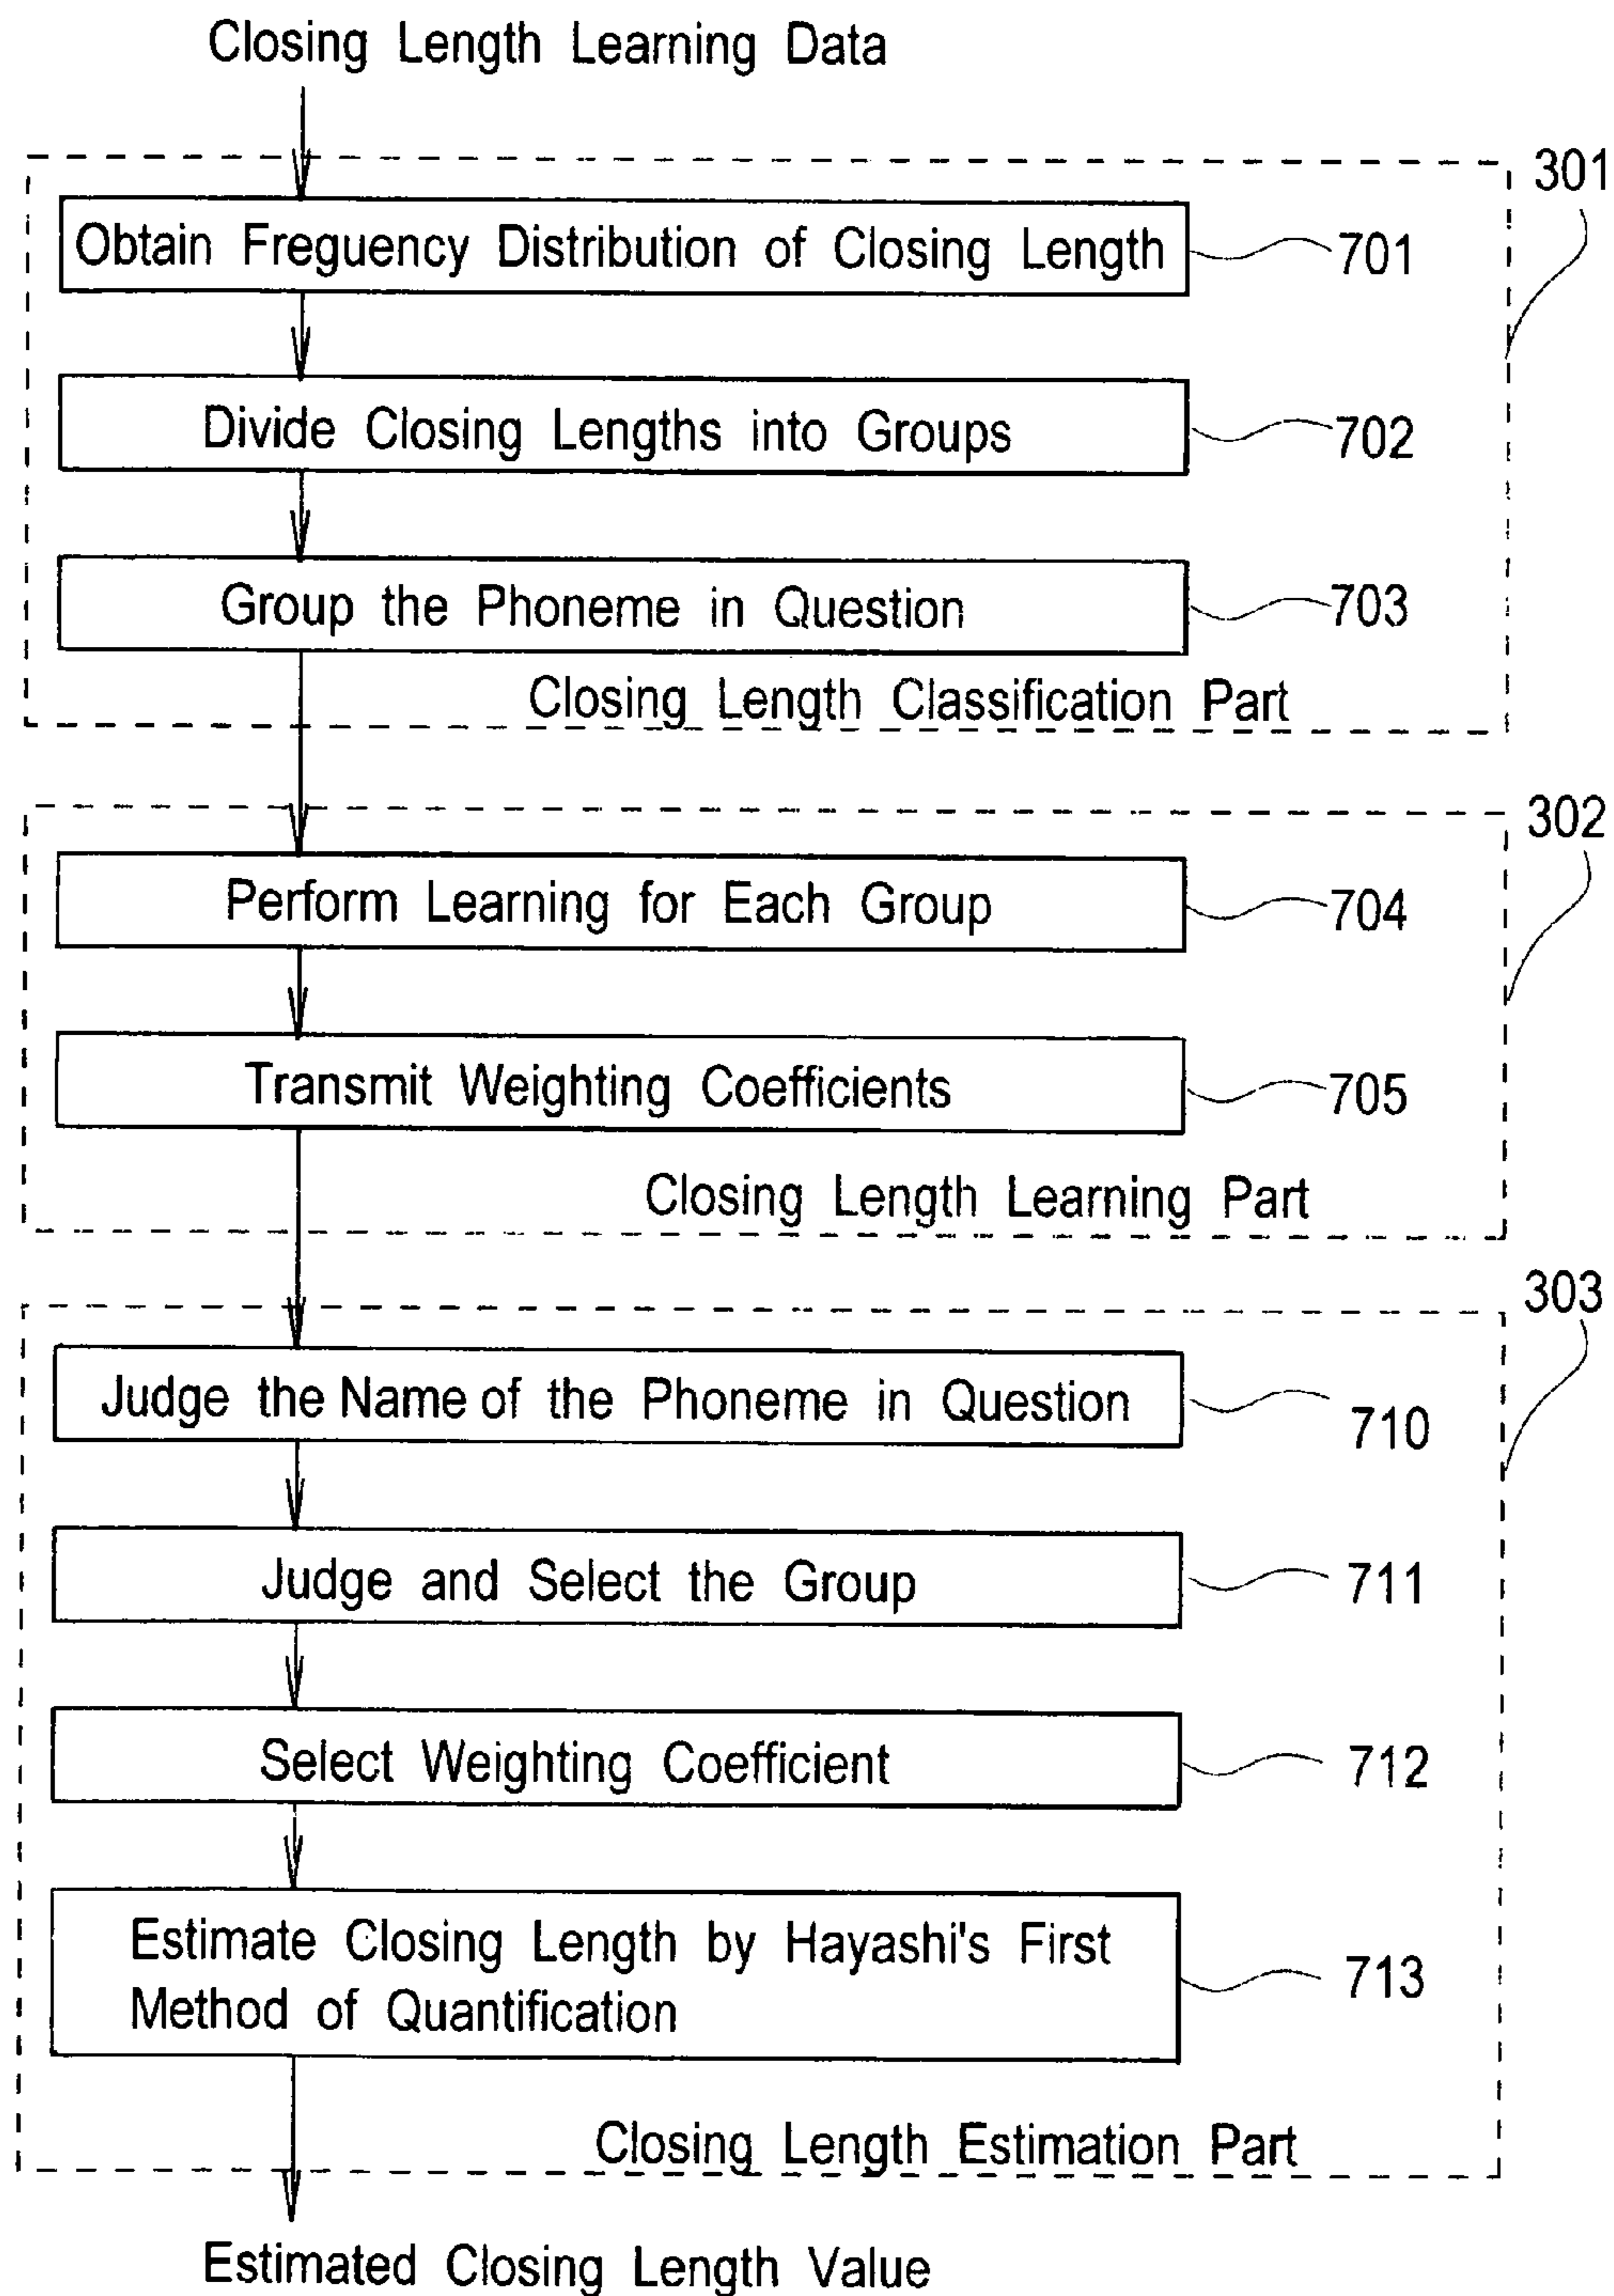 Closing Length Learning Data
301
Obtain Freguency Distribution of Closing Length
701
Divide Closing Lengths into Groups
702
Group the Phoneme in Question
703
Closing Length Classification Part
302
Perform Learning for Each Group
704
Transmit Weighting Coefficients
705
Closing Length Learning Part
303
Judge the Name of the Phoneme in Question
710
Judge and Select the Group
711
Select Weighting Coefficient
712
Estimate Closing Length by Hayashi's First
Method of Quantification
713
Closing Length Estimation Part
Estimated Closing Length Value